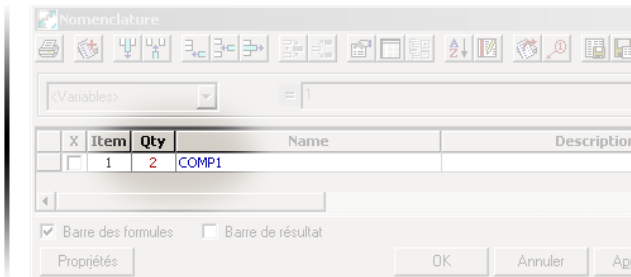 Nomenclature
<Variables> = 1
X Item Qty Name Description
1 2 COMP1
Barre des formules Barre de résultat
Propriétés OK Annuler